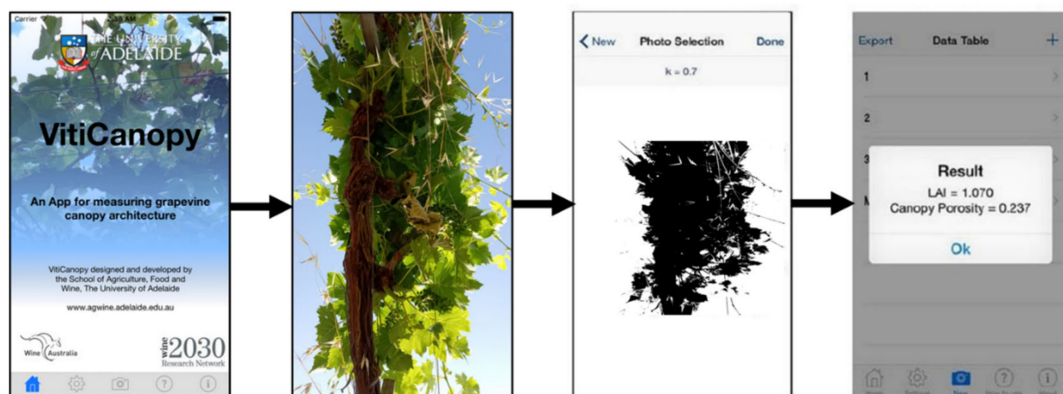 Carrier
THE UNIVERSITY
of ADELAIDE
VitiCanopy
An App for measuring grapevine
canopy architecture
VitiCanopy designed and developed by
the School of Agriculture, Food and
Wine, The University of Adelaide
www.agwine.adelaide.edu.au
Wine Australia
wine
2030
Research Network
New
Photo Selection
Done
k = 0.7
Export
Data Table
+
1
2
3
M
Result
LAI = 1.070
Canopy Porosity = 0.237
Ok